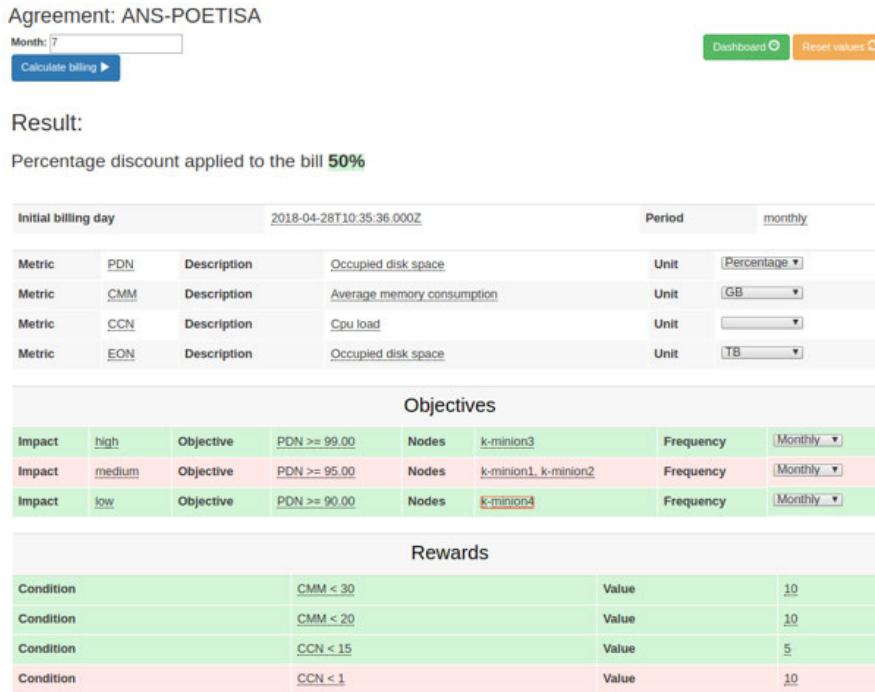 Agreement: ANS-POETISA
Month: 7
Dashboard Reset values
Calculate billing
Result:
Percentage discount applied to the bill 50%
Initial billing day 2018-04-28T10:35:36.000Z Period monthly
Metric PDN Description Occupied disk space Unit Percentage
Metric CMM Description Average memory consumption Unit GB
Metric CCN Description Cpu load Unit
Metric EON Description Occupied disk space Unit TB
Objectives
Impact high Objective PDN >= 99.00 Nodes k-minion3 Frequency Monthly
Impact medium Objective PDN >= 95.00 Nodes k-minion1, k-minion2 Frequency Monthly
Impact low Objective PDN >= 90.00 Nodes k-minion4 Frequency Monthly
Rewards
Condition CMM < 30 Value 10
Condition CMM < 20 Value 10
Condition CCN < 15 Value 5
Condition CCN < 1 Value 10